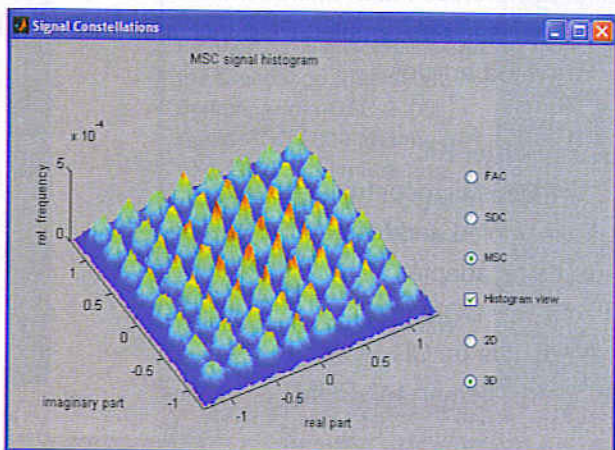 Signal Constellations
MSC signal histogram
x 10
-4
5
rel. frequency
0
1
0.5
0
-0.5
-1
imaginary part
-1
-0.5
0
0.5
1
real part
FAC
SDC
MSC
Histogram view
2D
3D